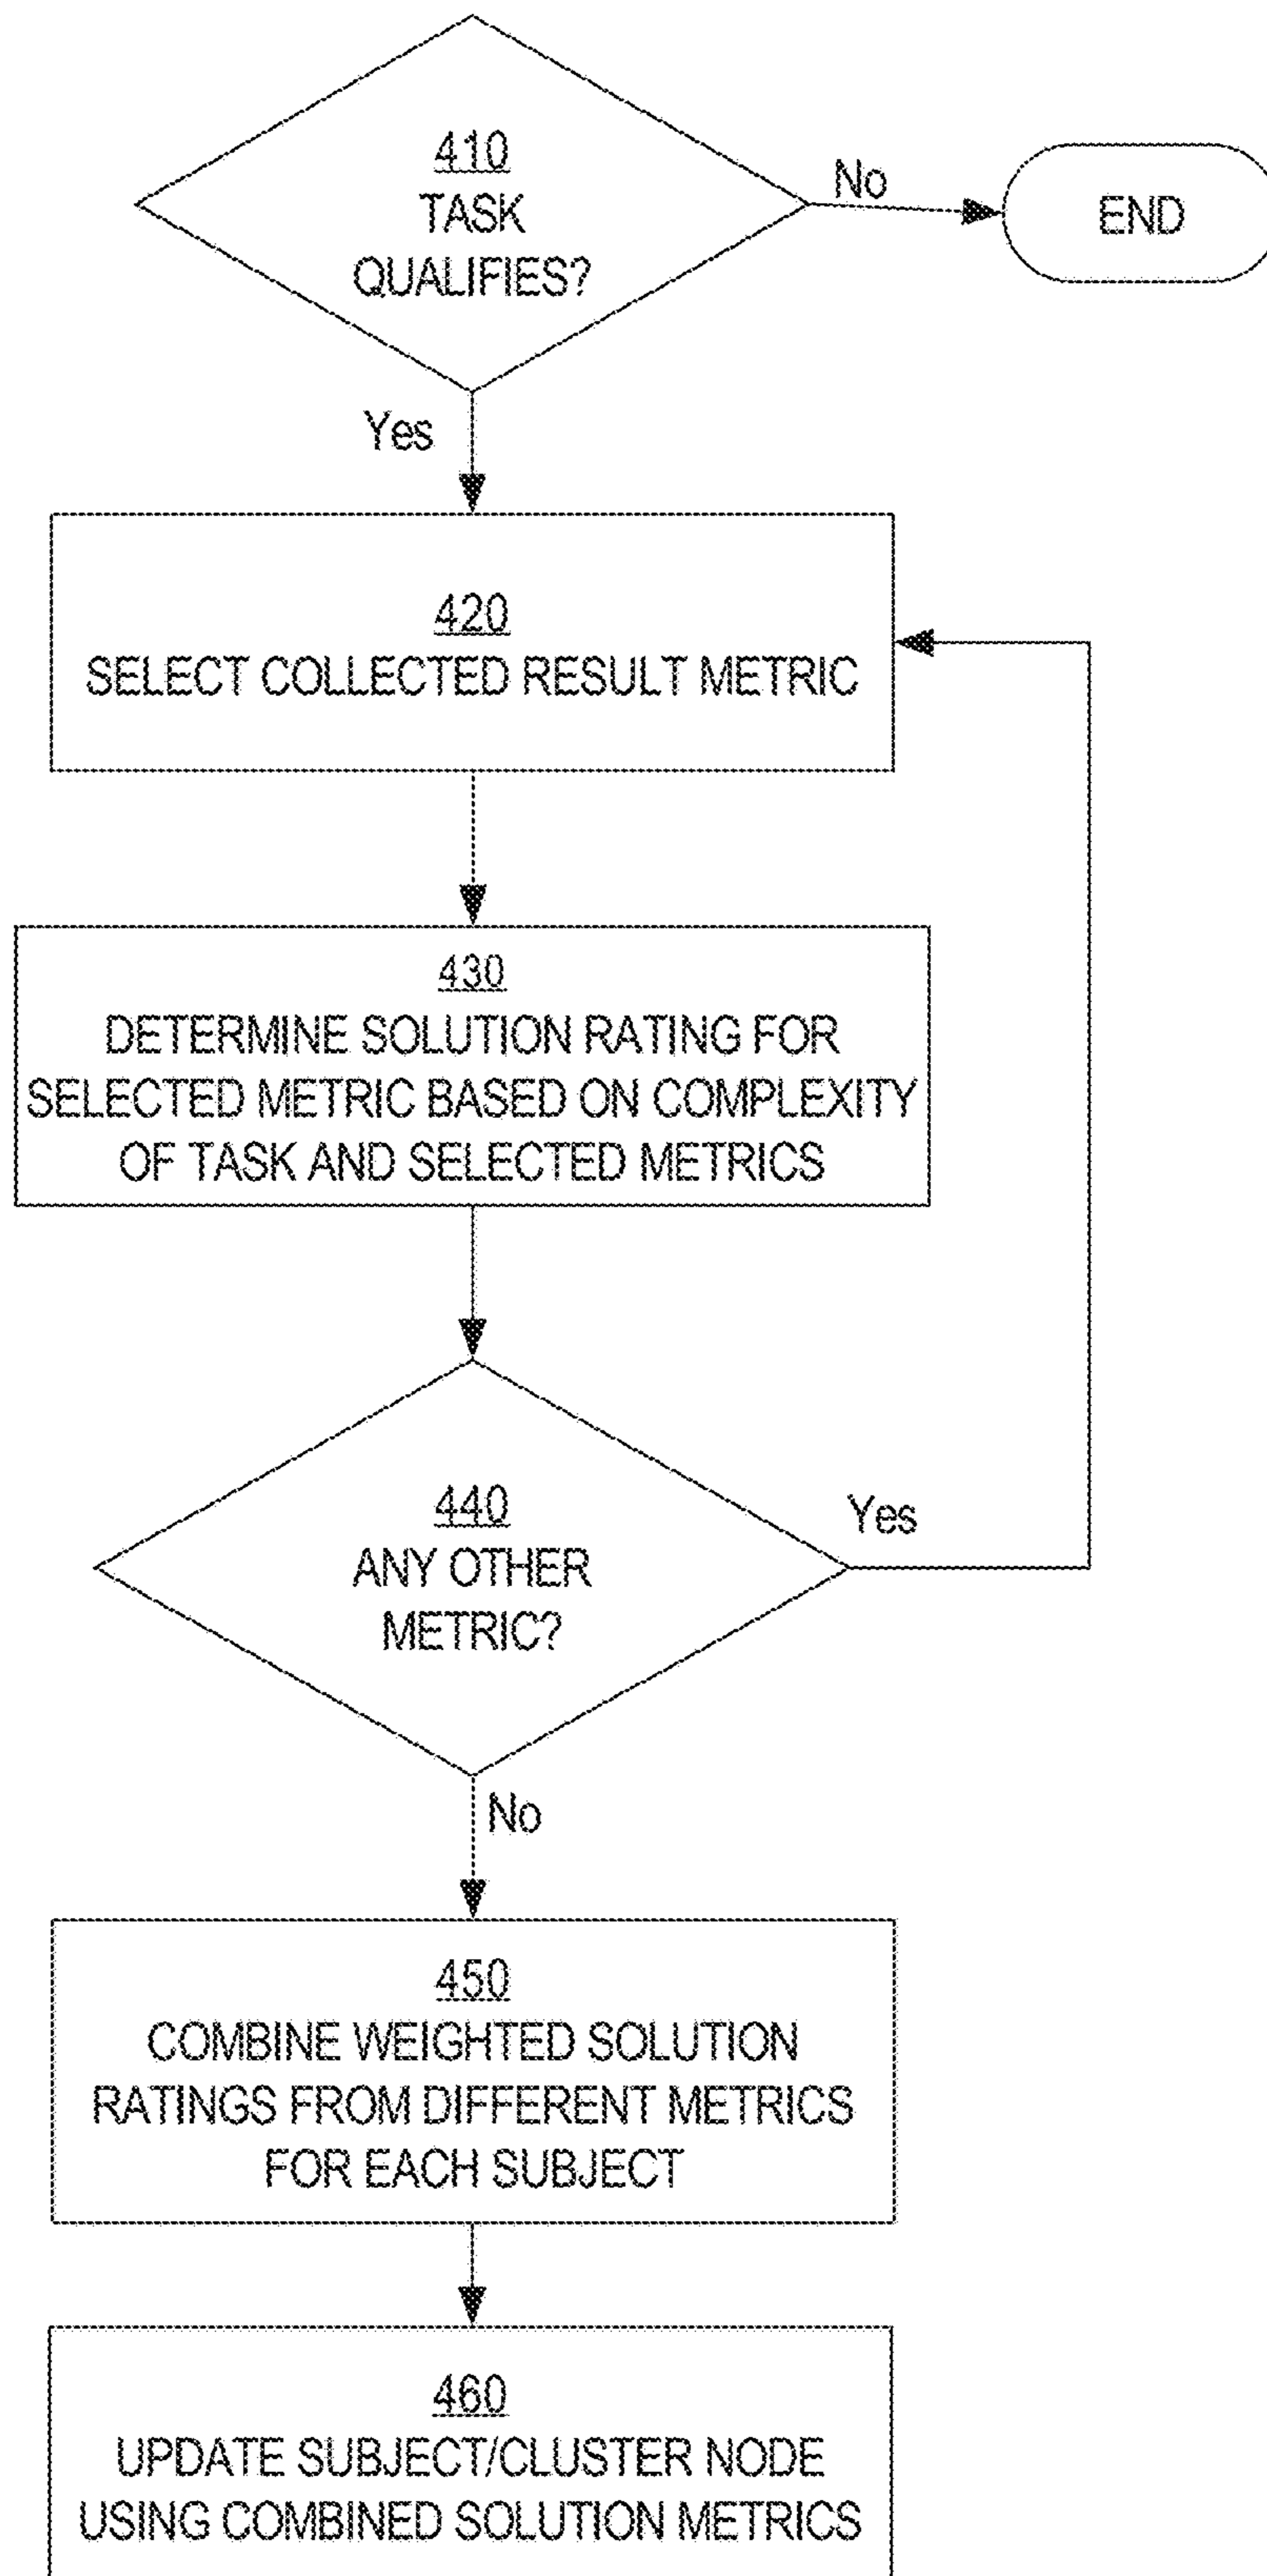 410
TASK
QUALIFIES?
No
END
Yes
420
SELECT COLLECTED RESULT METRIC
430
DETERMINE SOLUTION RATING FOR
SELECTED METRIC BASED ON COMPLEXITY
OF TASK AND SELECTED METRICS
440
ANY OTHER
METRIC?
Yes
No
450
COMBINE WEIGHTED SOLUTION
RATINGS FROM DIFFERENT METRICS
FOR EACH SUBJECT
460
UPDATE SUBJECT/CLUSTER NODE
USING COMBINED SOLUTION METRICS